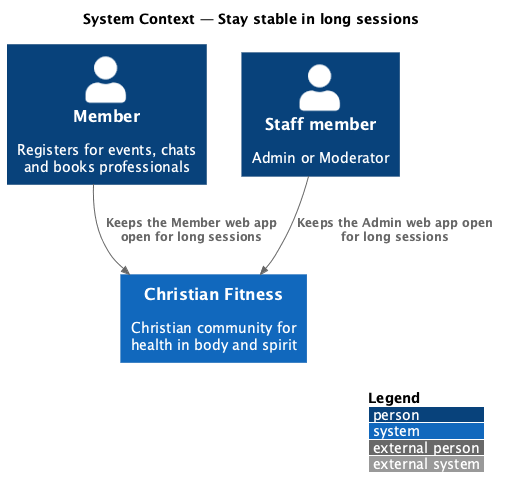 System Context — Stay stable in long sessions
Member
Registers for events, chats
and books professionals
Staff member
Admin or Moderator
Keeps the Member web app
open for long sessions
Keeps the Admin web app open
for long sessions
Christian Fitness
Christian community for
health in body and spirit
Legend
person
system
external person
external system